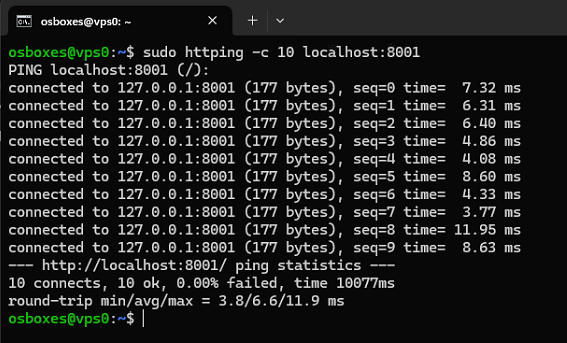 osboxes@vps0: ~
osboxes@vps0:~$ sudo httping -c 10 localhost:8001
PING localhost:8001 (/):
connected to 127.0.0.1:8001 (177 bytes), seq=0 time=  7.32 ms
connected to 127.0.0.1:8001 (177 bytes), seq=1 time=  6.31 ms
connected to 127.0.0.1:8001 (177 bytes), seq=2 time=  6.40 ms
connected to 127.0.0.1:8001 (177 bytes), seq=3 time=  4.86 ms
connected to 127.0.0.1:8001 (177 bytes), seq=4 time=  4.08 ms
connected to 127.0.0.1:8001 (177 bytes), seq=5 time=  8.60 ms
connected to 127.0.0.1:8001 (177 bytes), seq=6 time=  4.33 ms
connected to 127.0.0.1:8001 (177 bytes), seq=7 time=  3.77 ms
connected to 127.0.0.1:8001 (177 bytes), seq=8 time= 11.95 ms
connected to 127.0.0.1:8001 (177 bytes), seq=9 time=  8.63 ms
--- http://localhost:8001/ ping statistics ---
10 connects, 10 ok, 0.00% failed, time 10077ms
round-trip min/avg/max = 3.8/6.6/11.9 ms
osboxes@vps0:~$